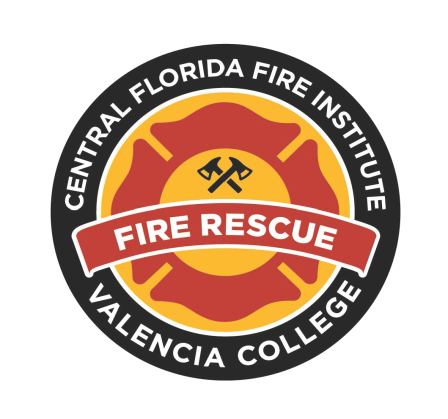 CENTRAL FLORIDA FIRE INSTITUTE
FIRE RESCUE
VALENCIA COLLEGE